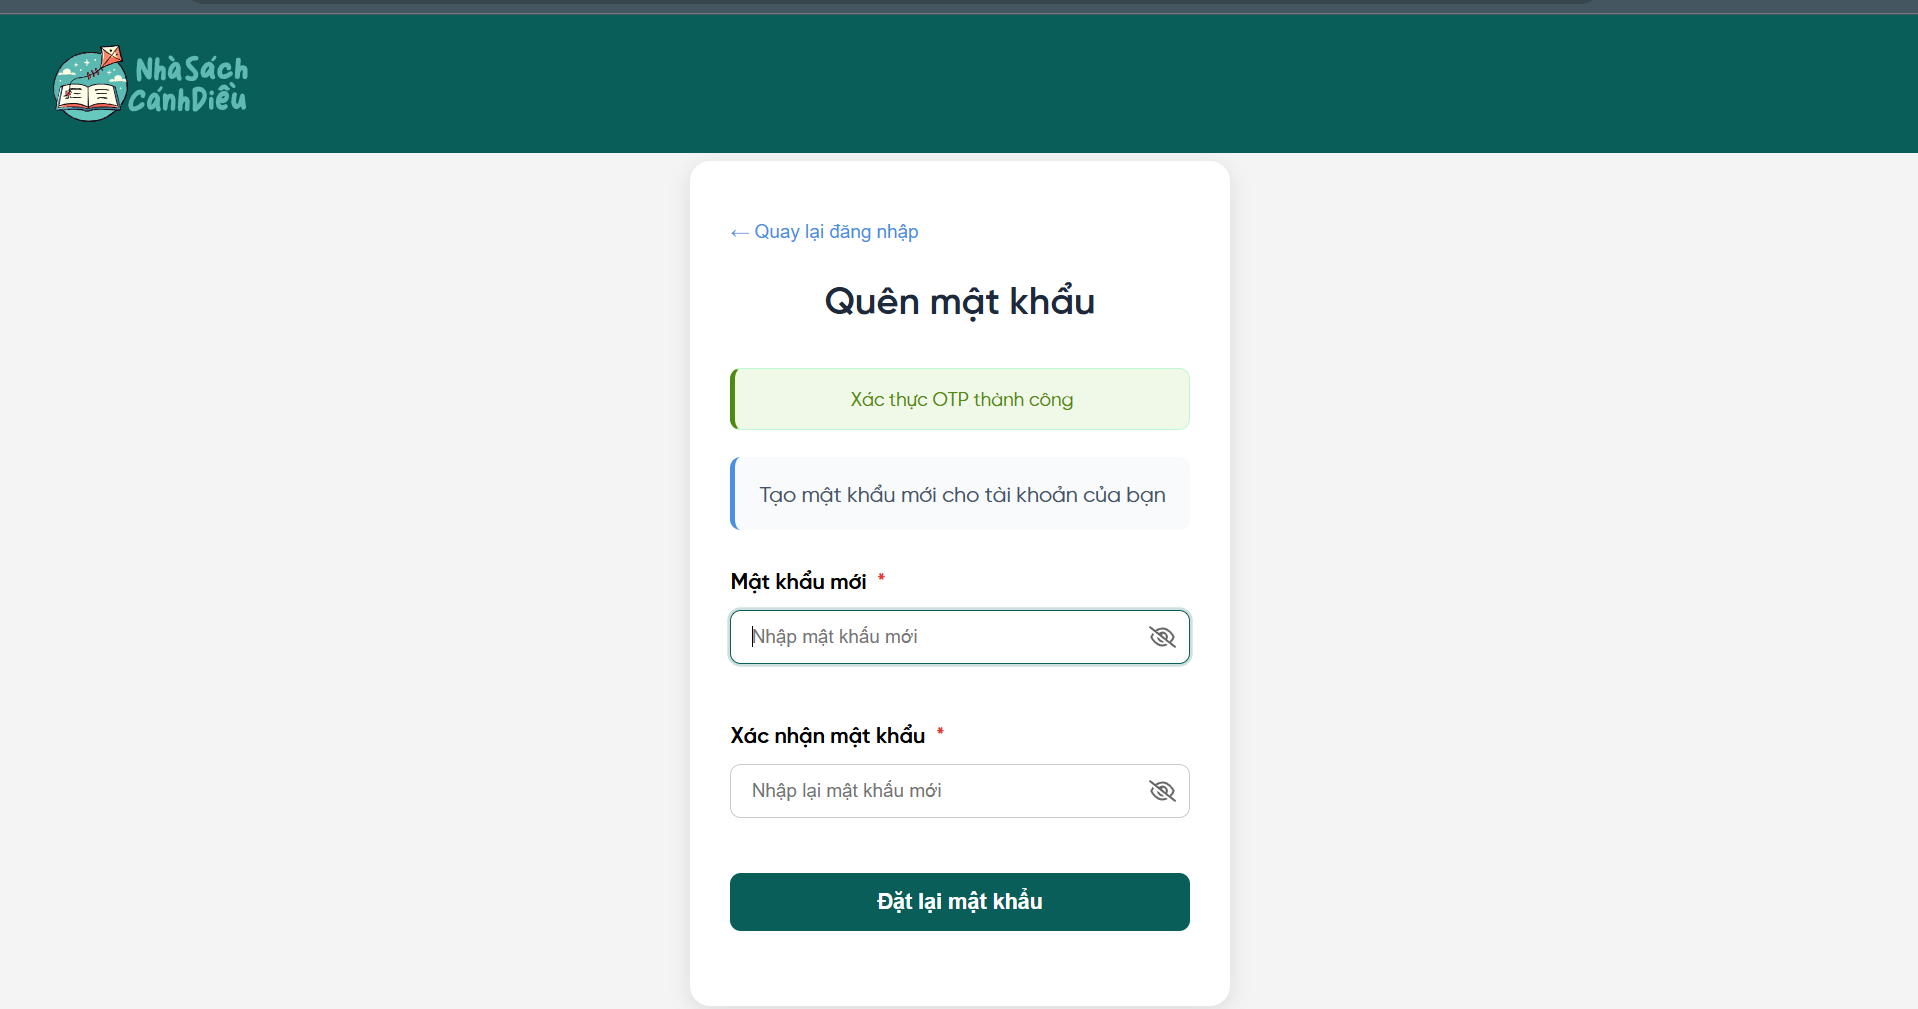 NhàSách
CánhDiều
← Quay lại đăng nhập
Quên mật khẩu
Xác thực OTP thành công
Tạo mật khẩu mới cho tài khoản của bạn
Mật khẩu mới *
Nhập mật khẩu mới
Xác nhận mật khẩu *
Nhập lại mật khẩu mới
Đặt lại mật khẩu